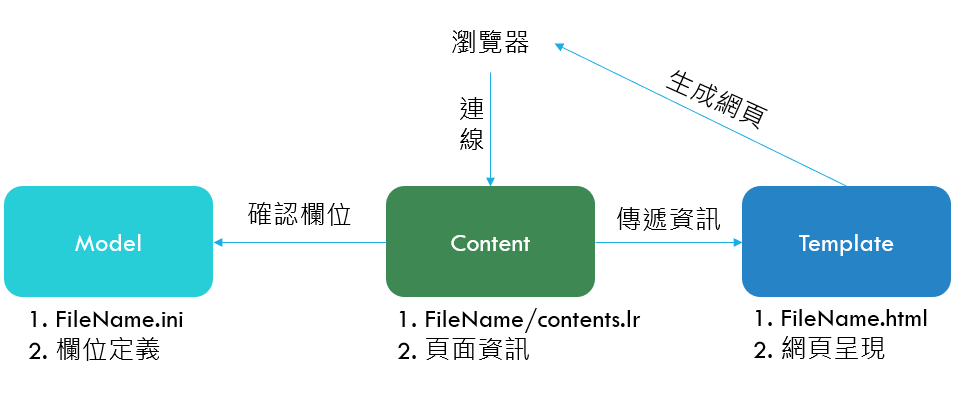 瀏覽器
連
線
生成網頁
確認欄位
傳遞資訊
Model
Content
Template
1. FileName.ini
2. 欄位定義
1. FileName/contents.lr
2. 頁面資訊
1. FileName.html
2. 網頁呈現